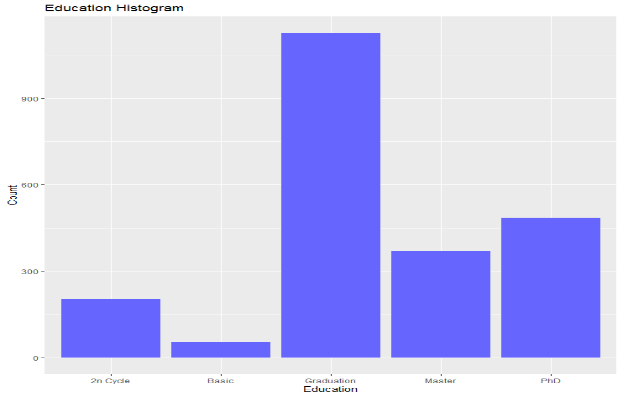 Education Histogram
Count
900
600
300
0
2n Cycle Basic Graduation Master PhD
Education